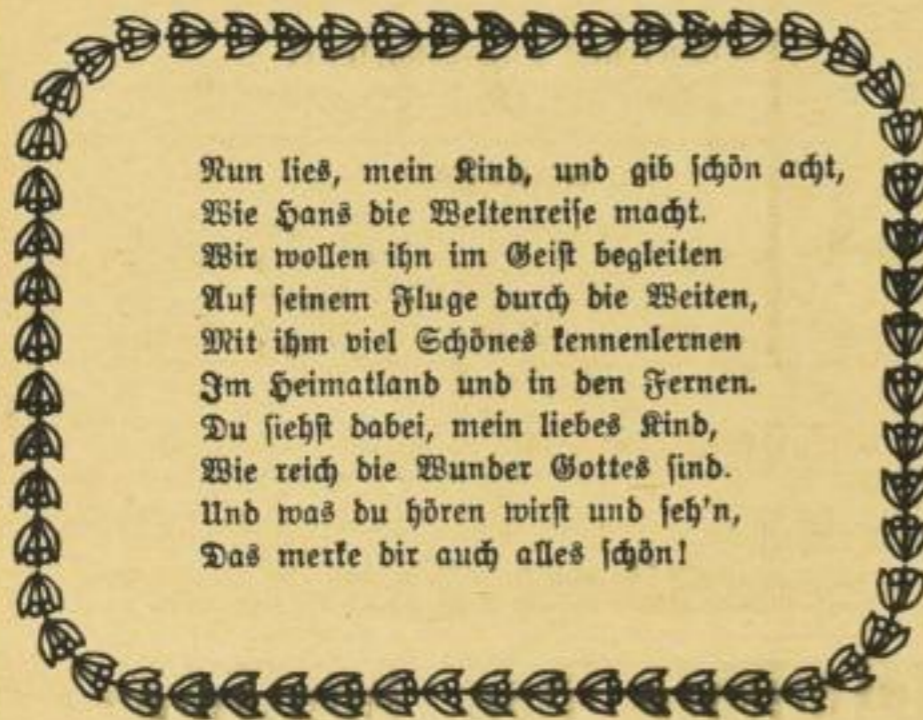 Nun lies, mein Kind, und gib schön acht,
Wie Hans die Weltenreise macht.
Wir wollen ihn im Geist begleiten
Auf seinem Fluge durch die Weiten,
Mit ihm viel Schönes kennenlernen
Im Heimatland und in den Fernen.
Du siehst dabei, mein liebes Kind,
Wie reich die Wunder Gottes sind.
Und was du hören wirst und seh'n,
Das merke dir auch alles schön!